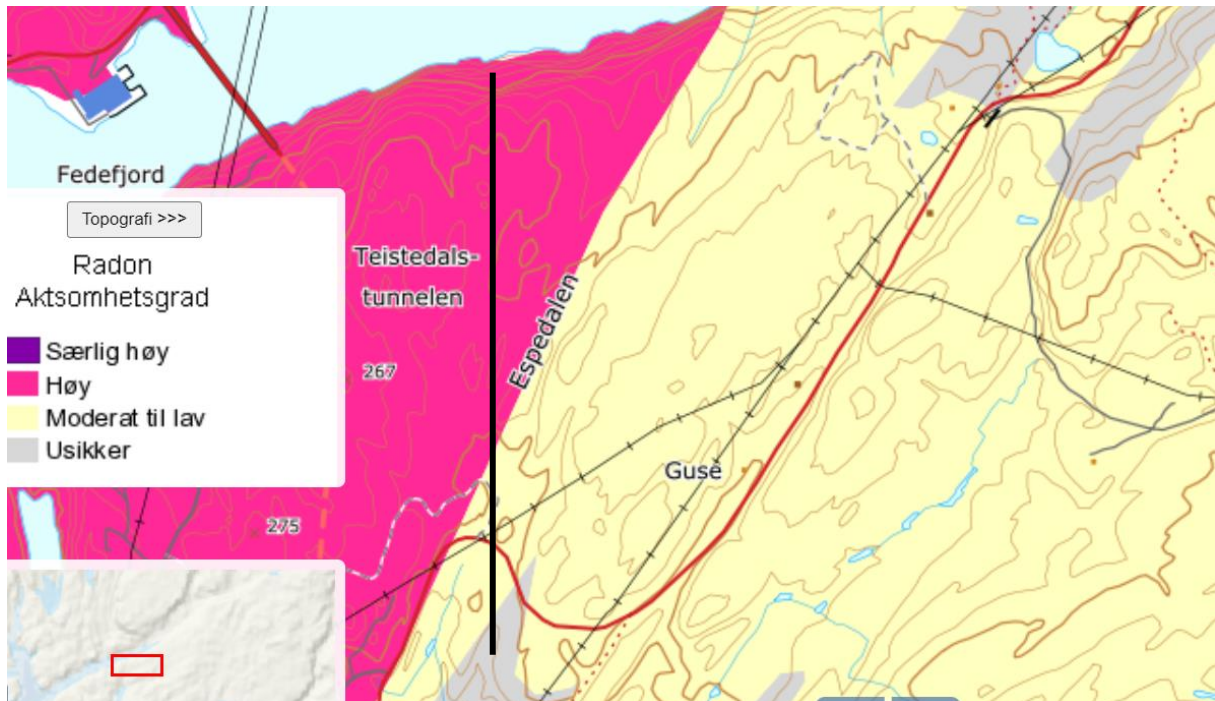 Fedefjord
Topografi >>>
Radon
Aktsomhetsgrad
Særlig høy
Høy
Moderat til lav
Usikker
Teistedals-
tunnelen
Espedalen
267
Guse
275